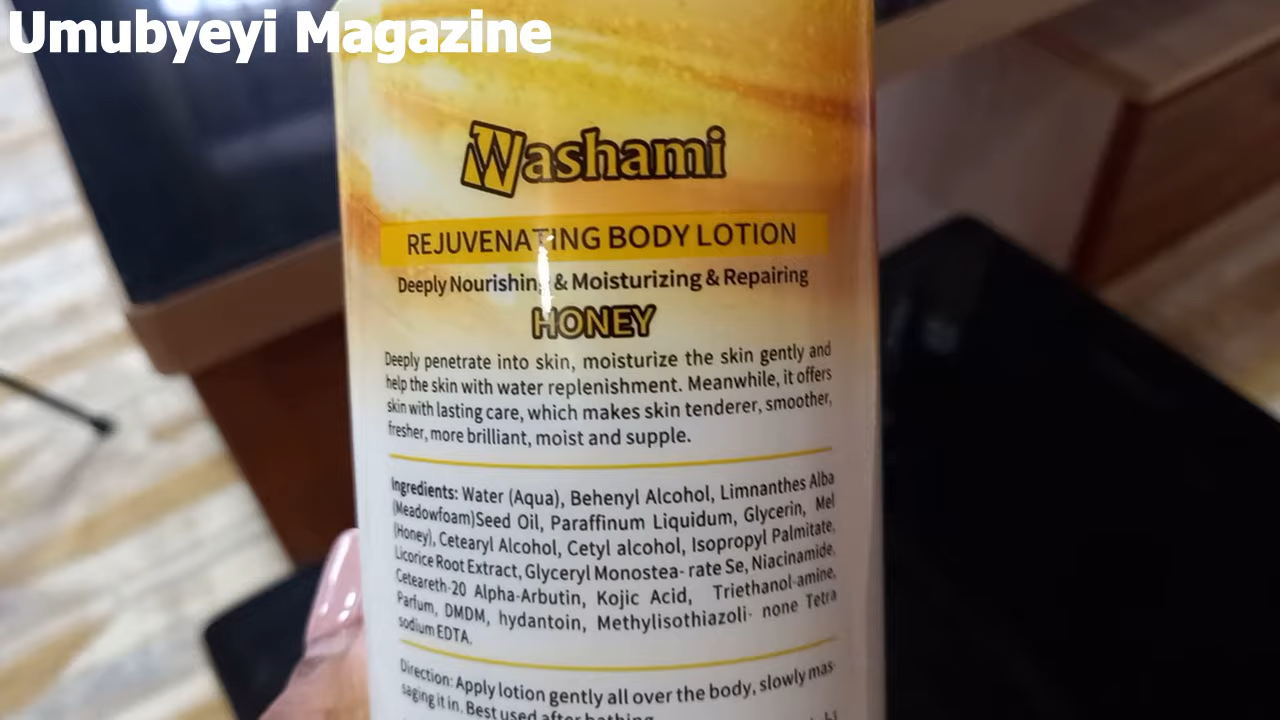 Umubyeyi Magazine
Washami
REJUVENATING BODY LOTION
Deeply Nourishing & Moisturizing & Repairing
HONEY
Deeply penetrate into skin, moisturize the skin gently and
help the skin with water replenishment. Meanwhile, it offers
skin with lasting care, which makes skin tenderer, smoother,
fresher, more brilliant, moist and supple.
Ingredients: Water (Aqua), Behenyl Alcohol, Limnanthes Alba
(Meadowfoam)Seed Oil, Paraffinum Liquidum, Glycerin, Mel
(Honey), Cetearyl Alcohol, Cetyl alcohol, Isopropyl Palmitate,
Licorice Root Extract, Glyceryl Monostea- rate Se, Niacinamide,
Ceteareth-20 Alpha-Arbutin, Kojic Acid, Triethanol-amine,
Parfum, DMDM, hydantoin, Methylisothiazoli- none Tetra
sodium EDTA.
Direction: Apply lotion gently all over the body, slowly mas-
saging it in. Best used after bathing.